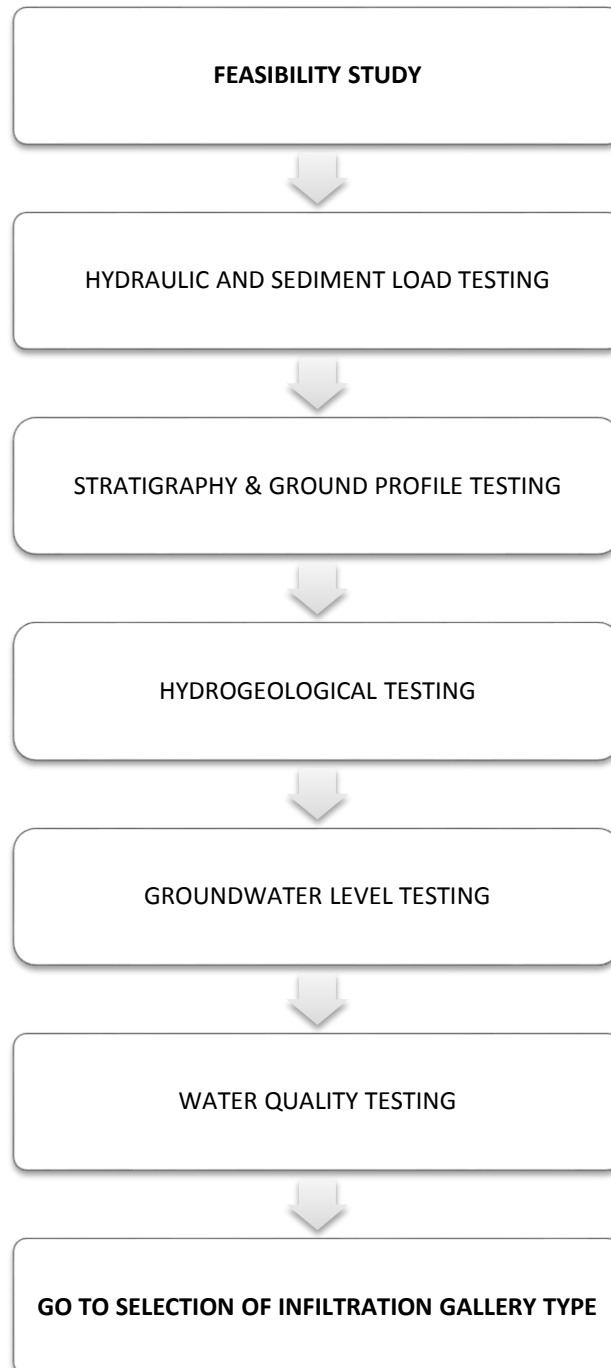 FEASIBILITY STUDY
HYDRAULIC AND SEDIMENT LOAD TESTING
STRATIGRAPHY & GROUND PROFILE TESTING
HYDROGEOLOGICAL TESTING
GROUNDWATER LEVEL TESTING
WATER QUALITY TESTING
GO TO SELECTION OF INFILTRATION GALLERY TYPE